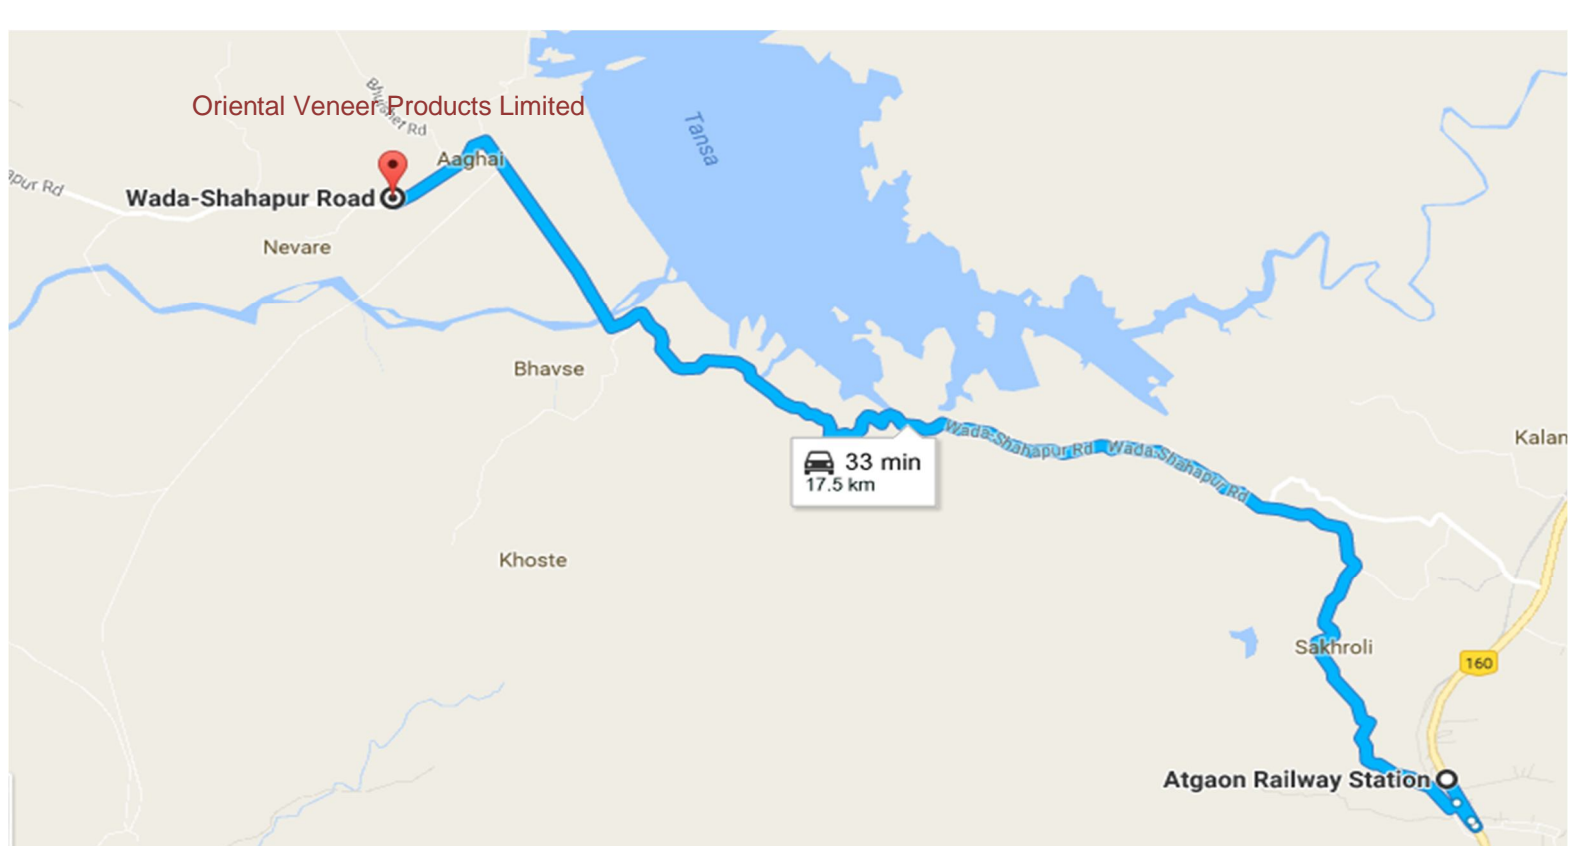 Oriental Veneer Products Limited
Tansa
Aaghai
apur Rd
Wada-Shahapur Road
Nevare
Bhavse
Wada-Shahapur Rd
Wada-Shahapur Rd
Kalan
33 min
17.5 km
Khoste
Sakhroli
160
Atgaon Railway Station